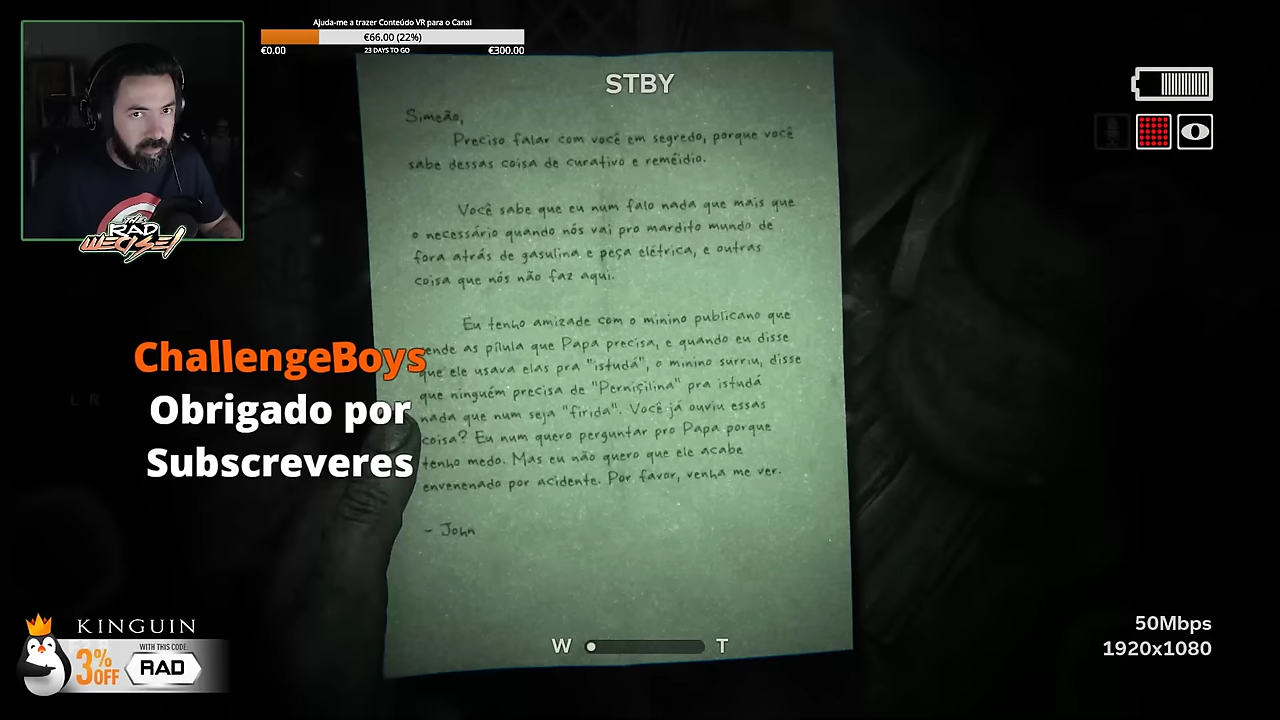 Ajuda-me a trazer Conteúdo VR para o Canal
€66.00 (22%)
€0.00
23 DAYS TO GO
€300.00
STBY
Simeão,
Preciso falar com você em segredo, porque você
sabe dessas coisa de curativo e reméidio.
Você sabe que eu num falo nada que mais que
o necessário quando nós vai pro mardito mundo de
fora atrás de gasulina e peça elétrica, e outras
coisa que nós não faz aqui.
Eu tenho amizade com o minino publicano que
ende as pílula que Papa precisa, e quando eu disse
que ele usava elas pra "istudá", o minino surriu, disse
que ninguém precisa de "Perniçilina" pra istudá
nada que num seja "firida". Você já ouviu essas
coisa? Eu num quero perguntar pro Papa porque
tenho medo. Mas eu não quero que ele acabe
envenenado por acidente. Por favor, venha me ver.
- John
THE RAD WECISE!
ChallengeBoys
Obrigado por
Subscreveres
L R
KINGUIN
3% OFF
WITH THIS CODE:
RAD
W
T
50Mbps
1920x1080